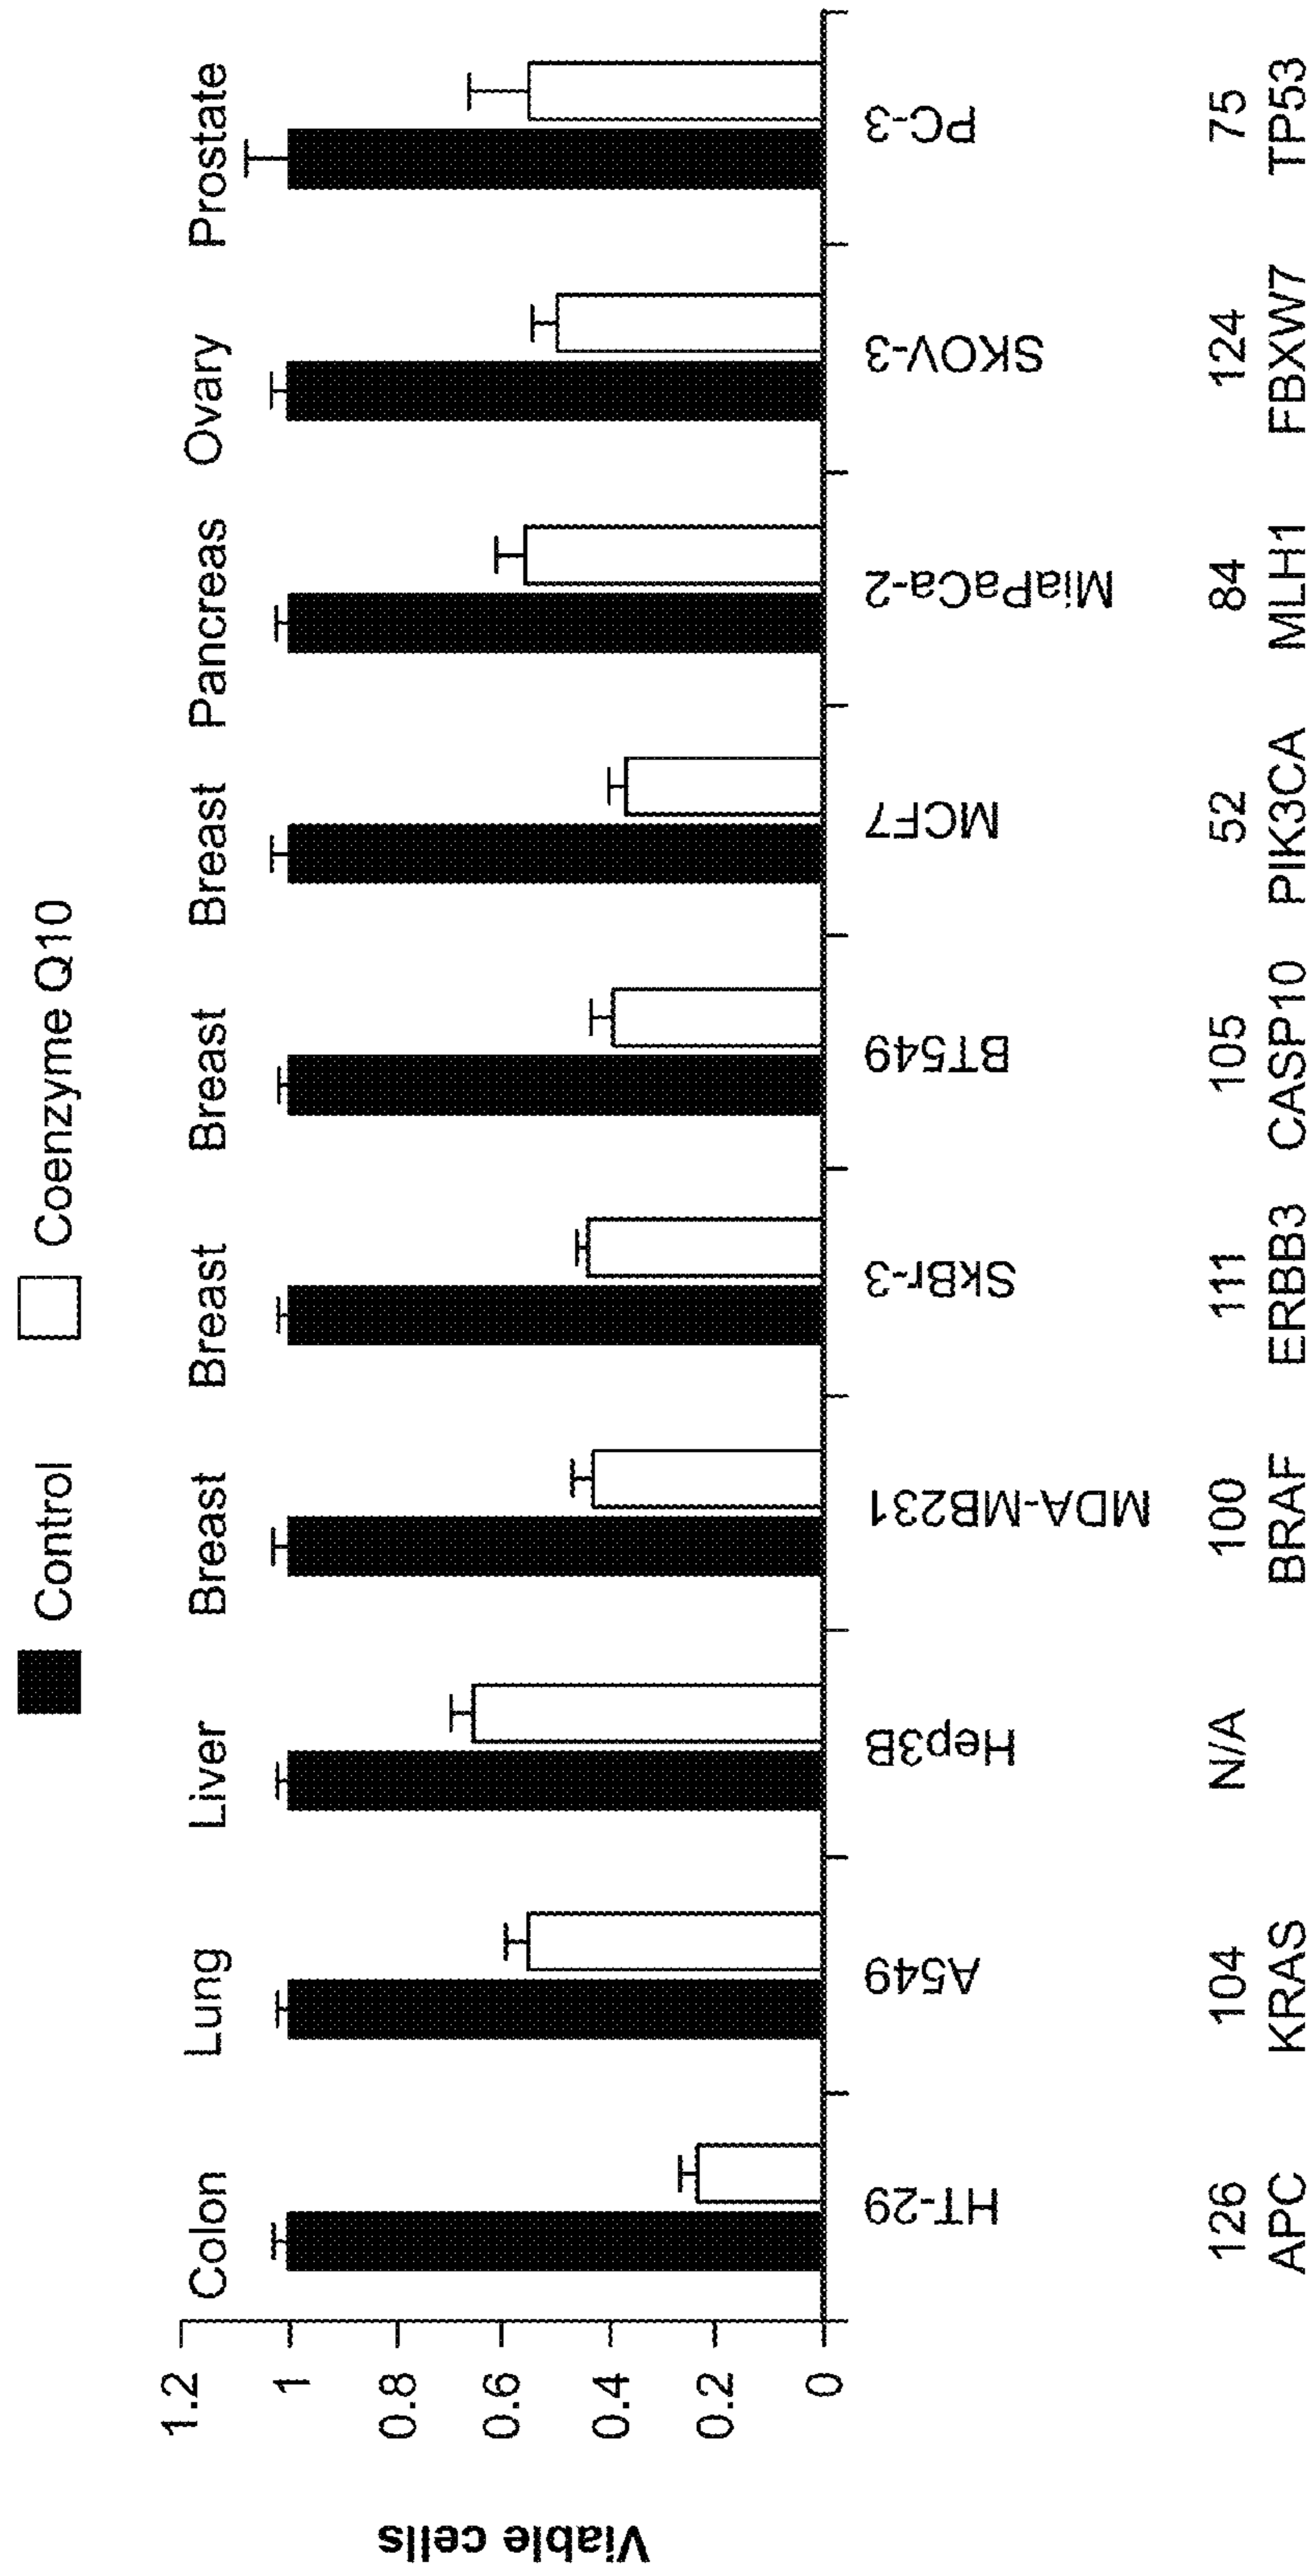 Control Coenzyme Q10
Colon Lung Liver Breast Breast Breast Breast Pancreas Ovary Prostate
1.2
1
0.8
0.6
0.4
0.2
0
Viable cells
HT-29 A549 Hep3B MDA-MB231 SkBr-3 BT549 MCF7 MiaPaCa-2 SKOV-3 PC-3
126 104 N/A 100 111 105 52 84 124 75
APC KRAS BRAF ERBB3 CASP10 PIK3CA MLH1 FBXW7 TP53